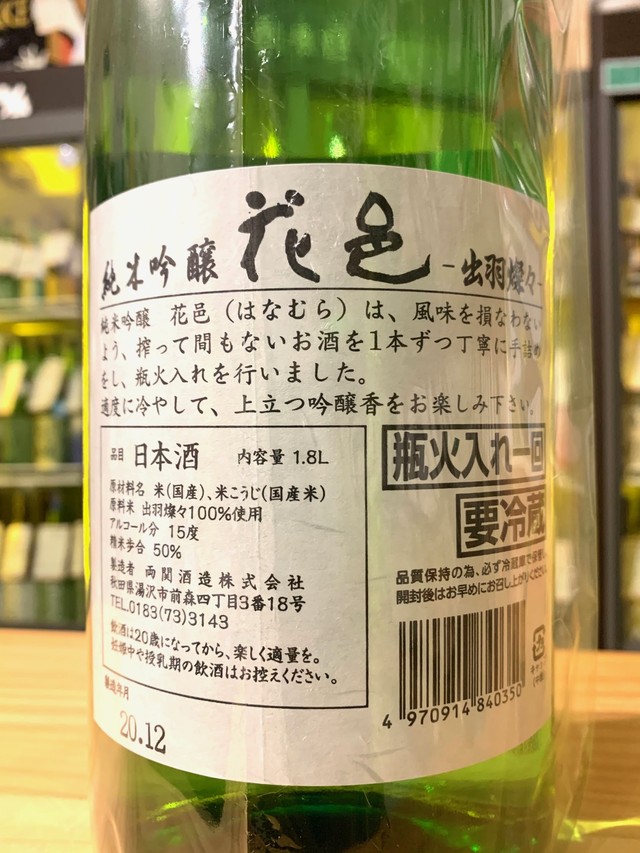 純米吟醸 花邑 -出羽燦々-
純米吟醸 花邑（はなむら）は、風味を損なわない
よう、搾って間もないお酒を1本ずつ丁寧に手詰め
をし、瓶火入れを行いました。
適度に冷やして、上立つ吟醸香をお楽しみ下さい。
品目 日本酒 内容量 1.8L
原材料名 米(国産)、米こうじ(国産米)
原料米 出羽燦々100%使用
アルコール分 15度
精米歩合 50%
製造者 両関酒造株式会社
秋田県湯沢市前森四丁目3番18号
TEL.0183(73)3143
飲酒は20歳になってから、楽しく適量を。
妊娠中や授乳期の飲酒はお控えください。
製造年月
20.12
瓶火入れ一回
要冷蔵
品質保持の為、必ず冷蔵庫で保管し、
開封後はお早めにお召し上がりください。
4 970914 840350